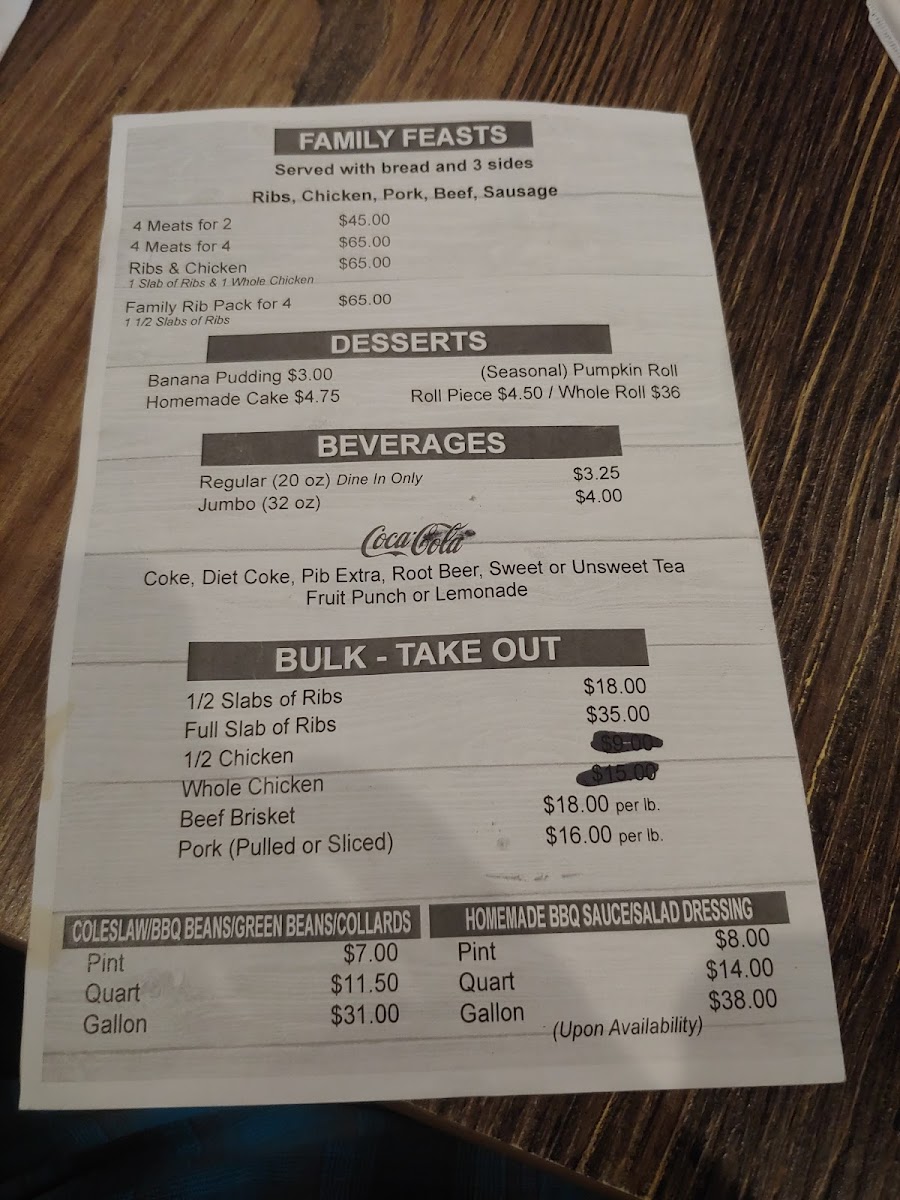 FAMILY FEASTS
Served with bread and 3 sides
Ribs, Chicken, Pork, Beef, Sausage
4 Meats for 2 $45.00
4 Meats for 4 $65.00
Ribs & Chicken $65.00
1 Slab of Ribs & 1 Whole Chicken
Family Rib Pack for 4 $65.00
1 1/2 Slabs of Ribs
DESSERTS
Banana Pudding $3.00 (Seasonal) Pumpkin Roll
Homemade Cake $4.75 Roll Piece $4.50 / Whole Roll $36
BEVERAGES
Regular (20 oz) Dine In Only $3.25
Jumbo (32 oz) $4.00
Coca-Cola
Coke, Diet Coke, Pib Extra, Root Beer, Sweet or Unsweet Tea
Fruit Punch or Lemonade
BULK - TAKE OUT
1/2 Slabs of Ribs $18.00
Full Slab of Ribs $35.00
1/2 Chicken $9.00
Whole Chicken $15.00
Beef Brisket $18.00 per lb.
Pork (Pulled or Sliced) $16.00 per lb.
COLESLAW/BBQ BEANS/GREEN BEANS/COLLARDS
Pint $7.00
Quart $11.50
Gallon $31.00
HOMEMADE BBQ SAUCE/SALAD DRESSING
Pint $8.00
Quart $14.00
Gallon $38.00
(Upon Availability)